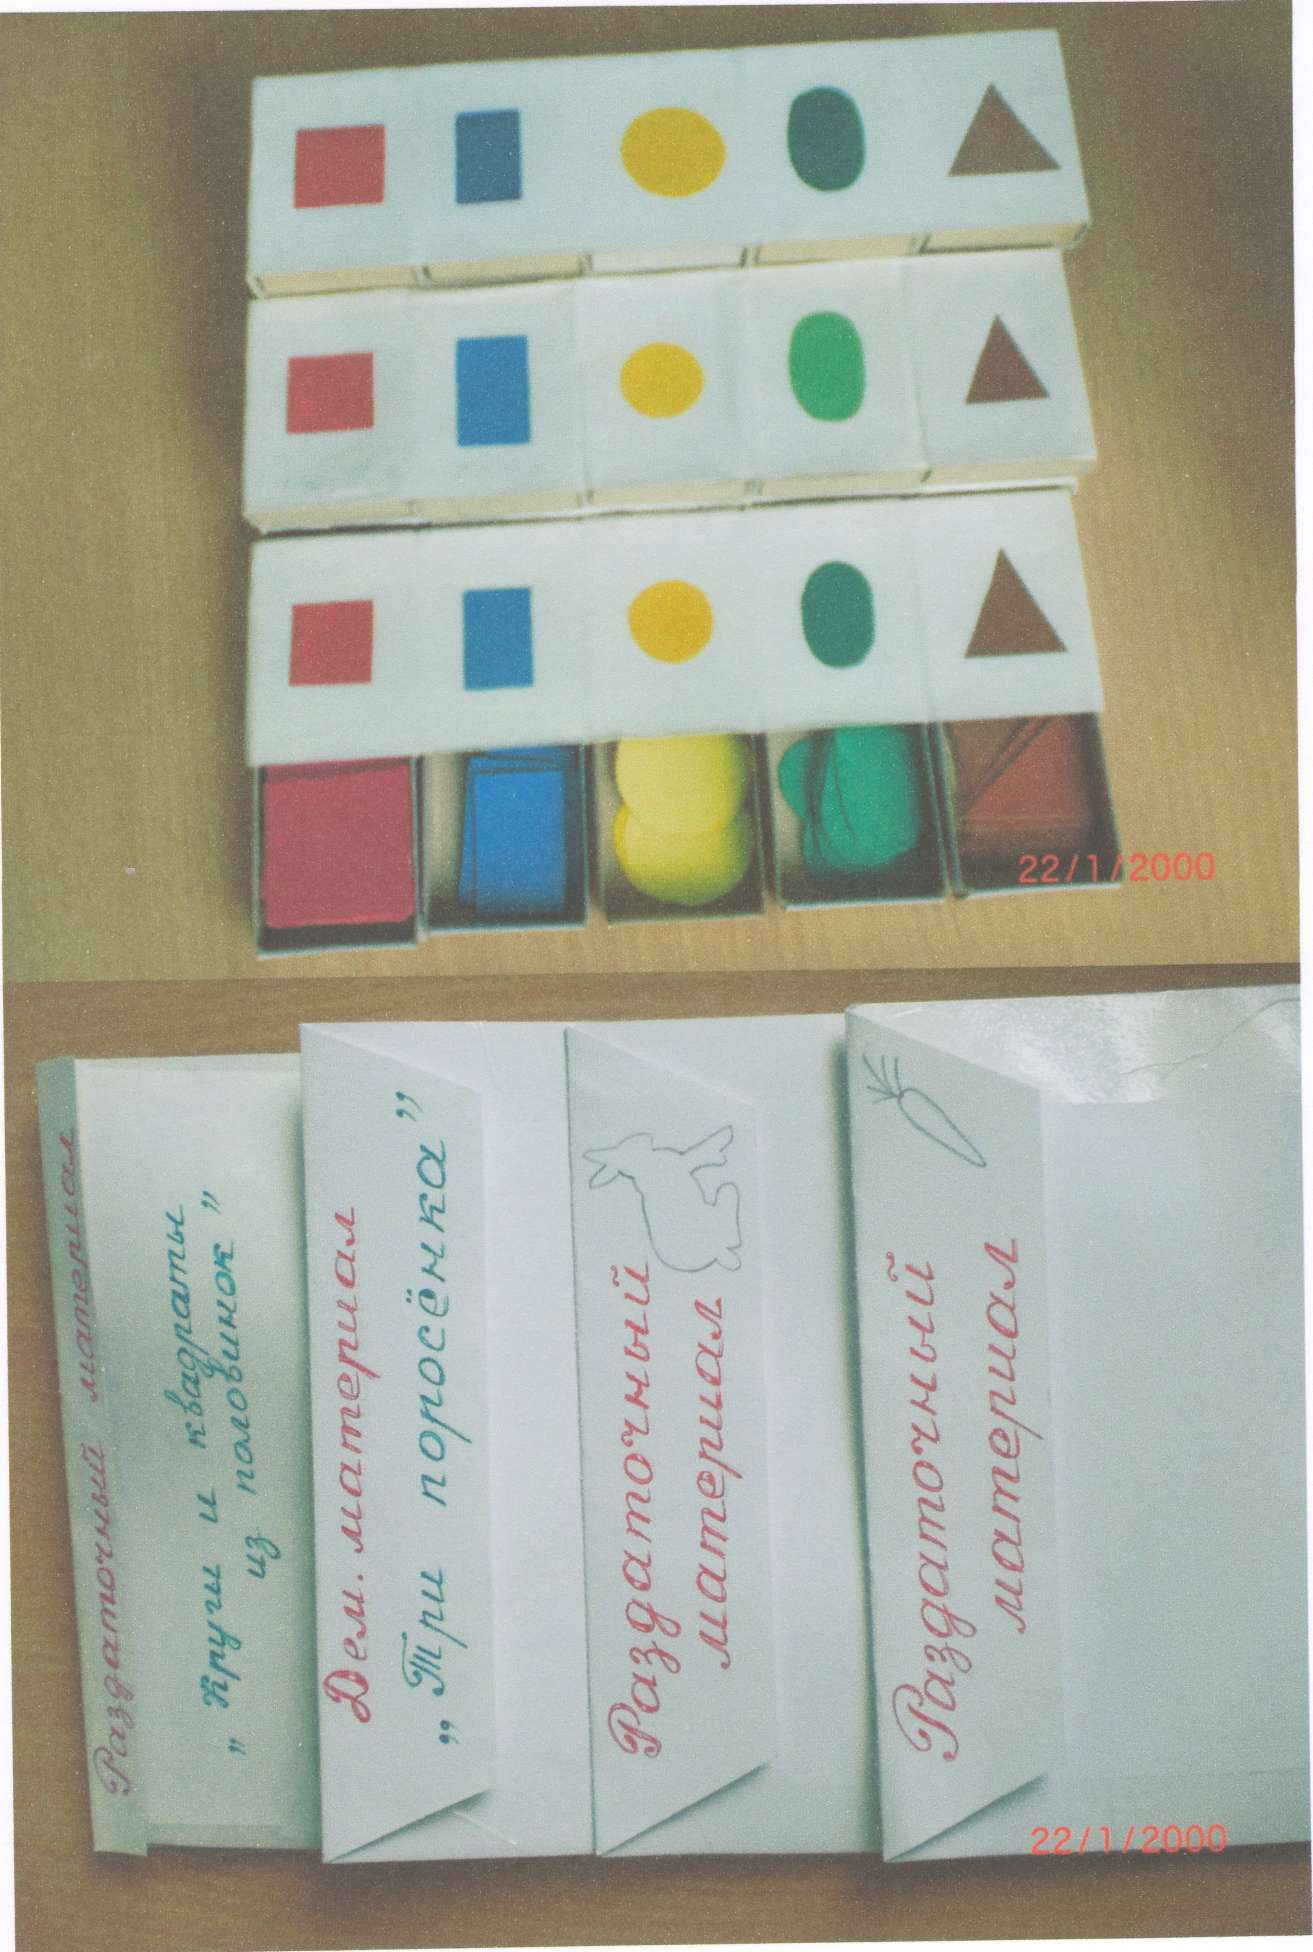 22/1/2000
Раздаточный материал
„Круги и квадраты
из половинок”
Дем. материал
„Три поросёнка”
Раздаточный
материал
Раздаточный
материал
22/1/2000